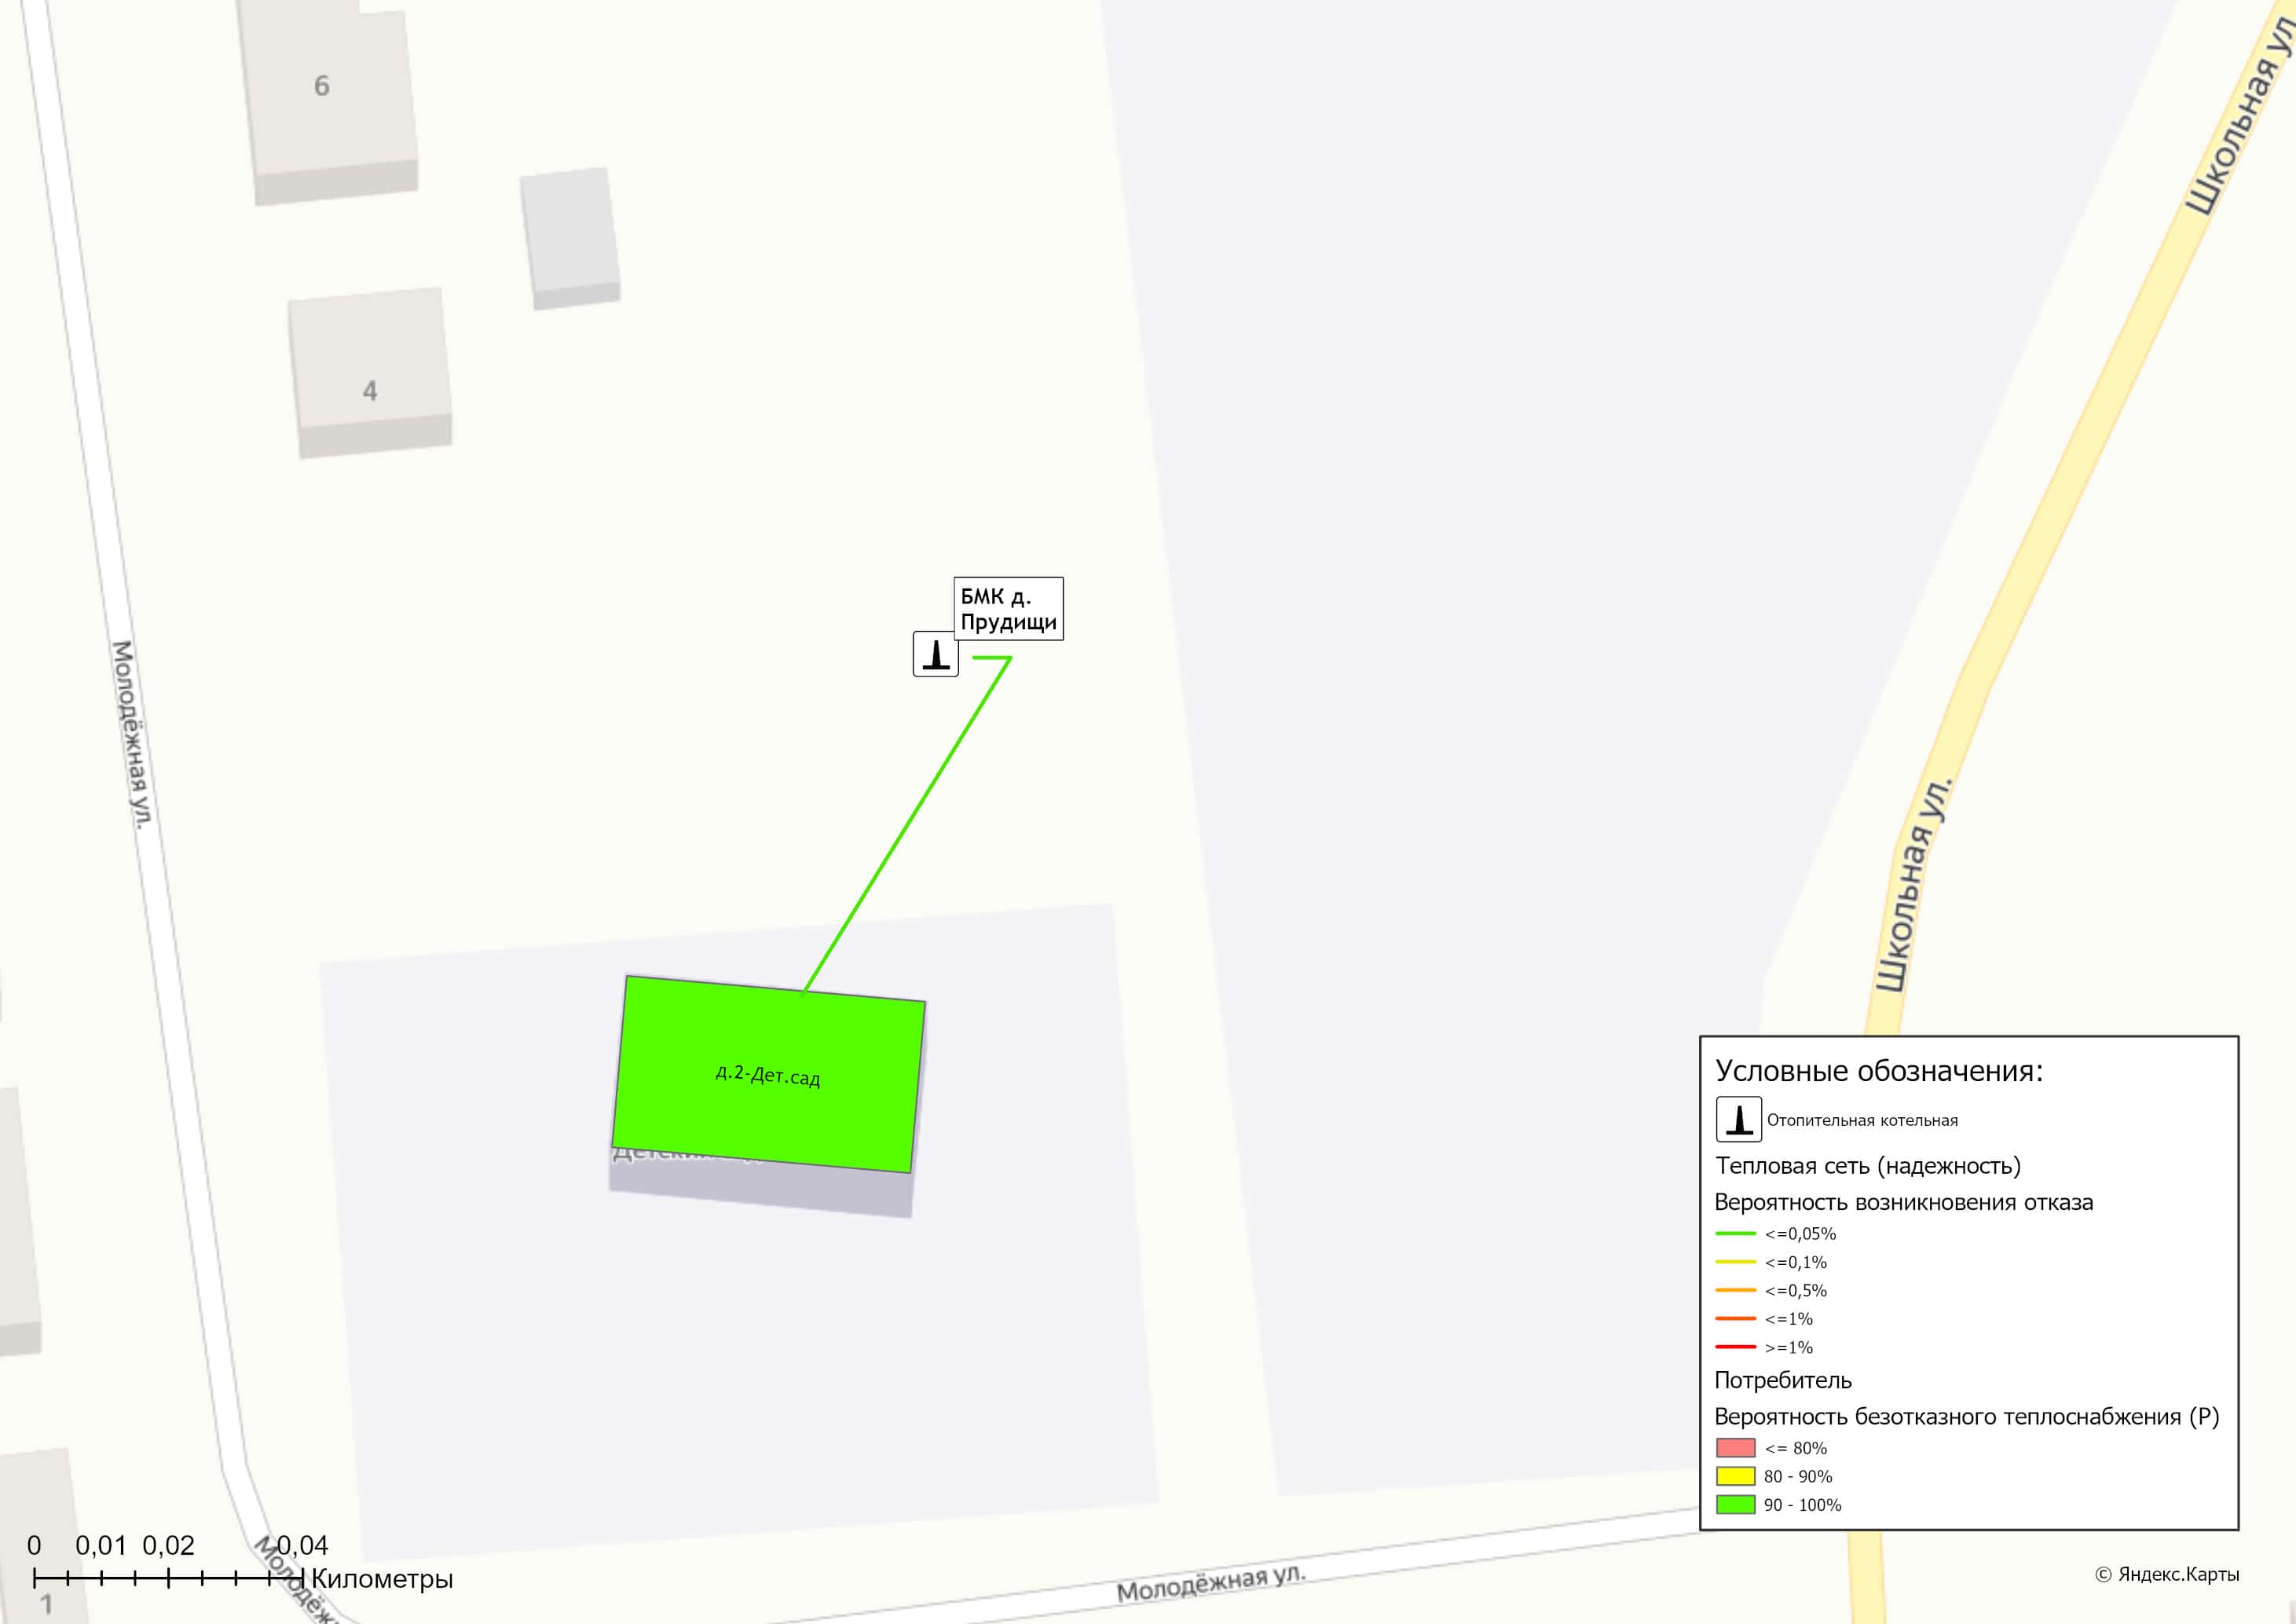 6
Школьная ул.
4
БМК д.
Прудищи
Молодёжная ул.
Школьная ул.
д.2-Дет.сад
Условные обозначения:
Отопительная котельная
Тепловая сеть (надежность)
Вероятность возникновения отказа
<=0,05%
<=0,1%
<=0,5%
<=1%
>=1%
Потребитель
Вероятность безотказного теплоснабжения (P)
<= 80%
80 - 90%
90 - 100%
0 0,01 0,02 0,04
Километры
1
Молодёжная ул.
© Яндекс.Карты